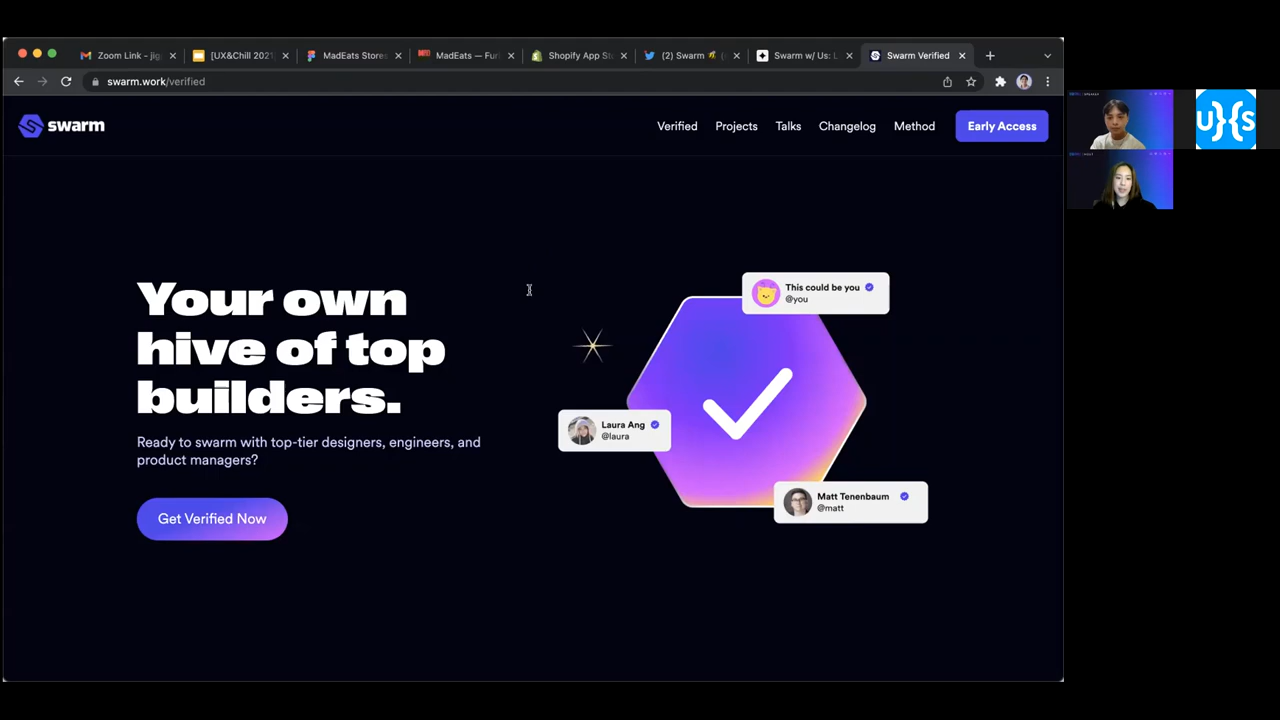 Zoom Link - jig
[UX&Chill 2021
MadEats Stores
MadEats — Fur
Shopify App St
(2) Swarm
Swarm w/ Us: L
Swarm Verified
swarm.work/verified
swarm
Verified
Projects
Talks
Changelog
Method
Early Access
Your own
hive of top
builders.
Ready to swarm with top-tier designers, engineers, and
product managers?
Get Verified Now
This could be you
@you
Laura Ang
@laura
Matt Tenenbaum
@matt
U}{S